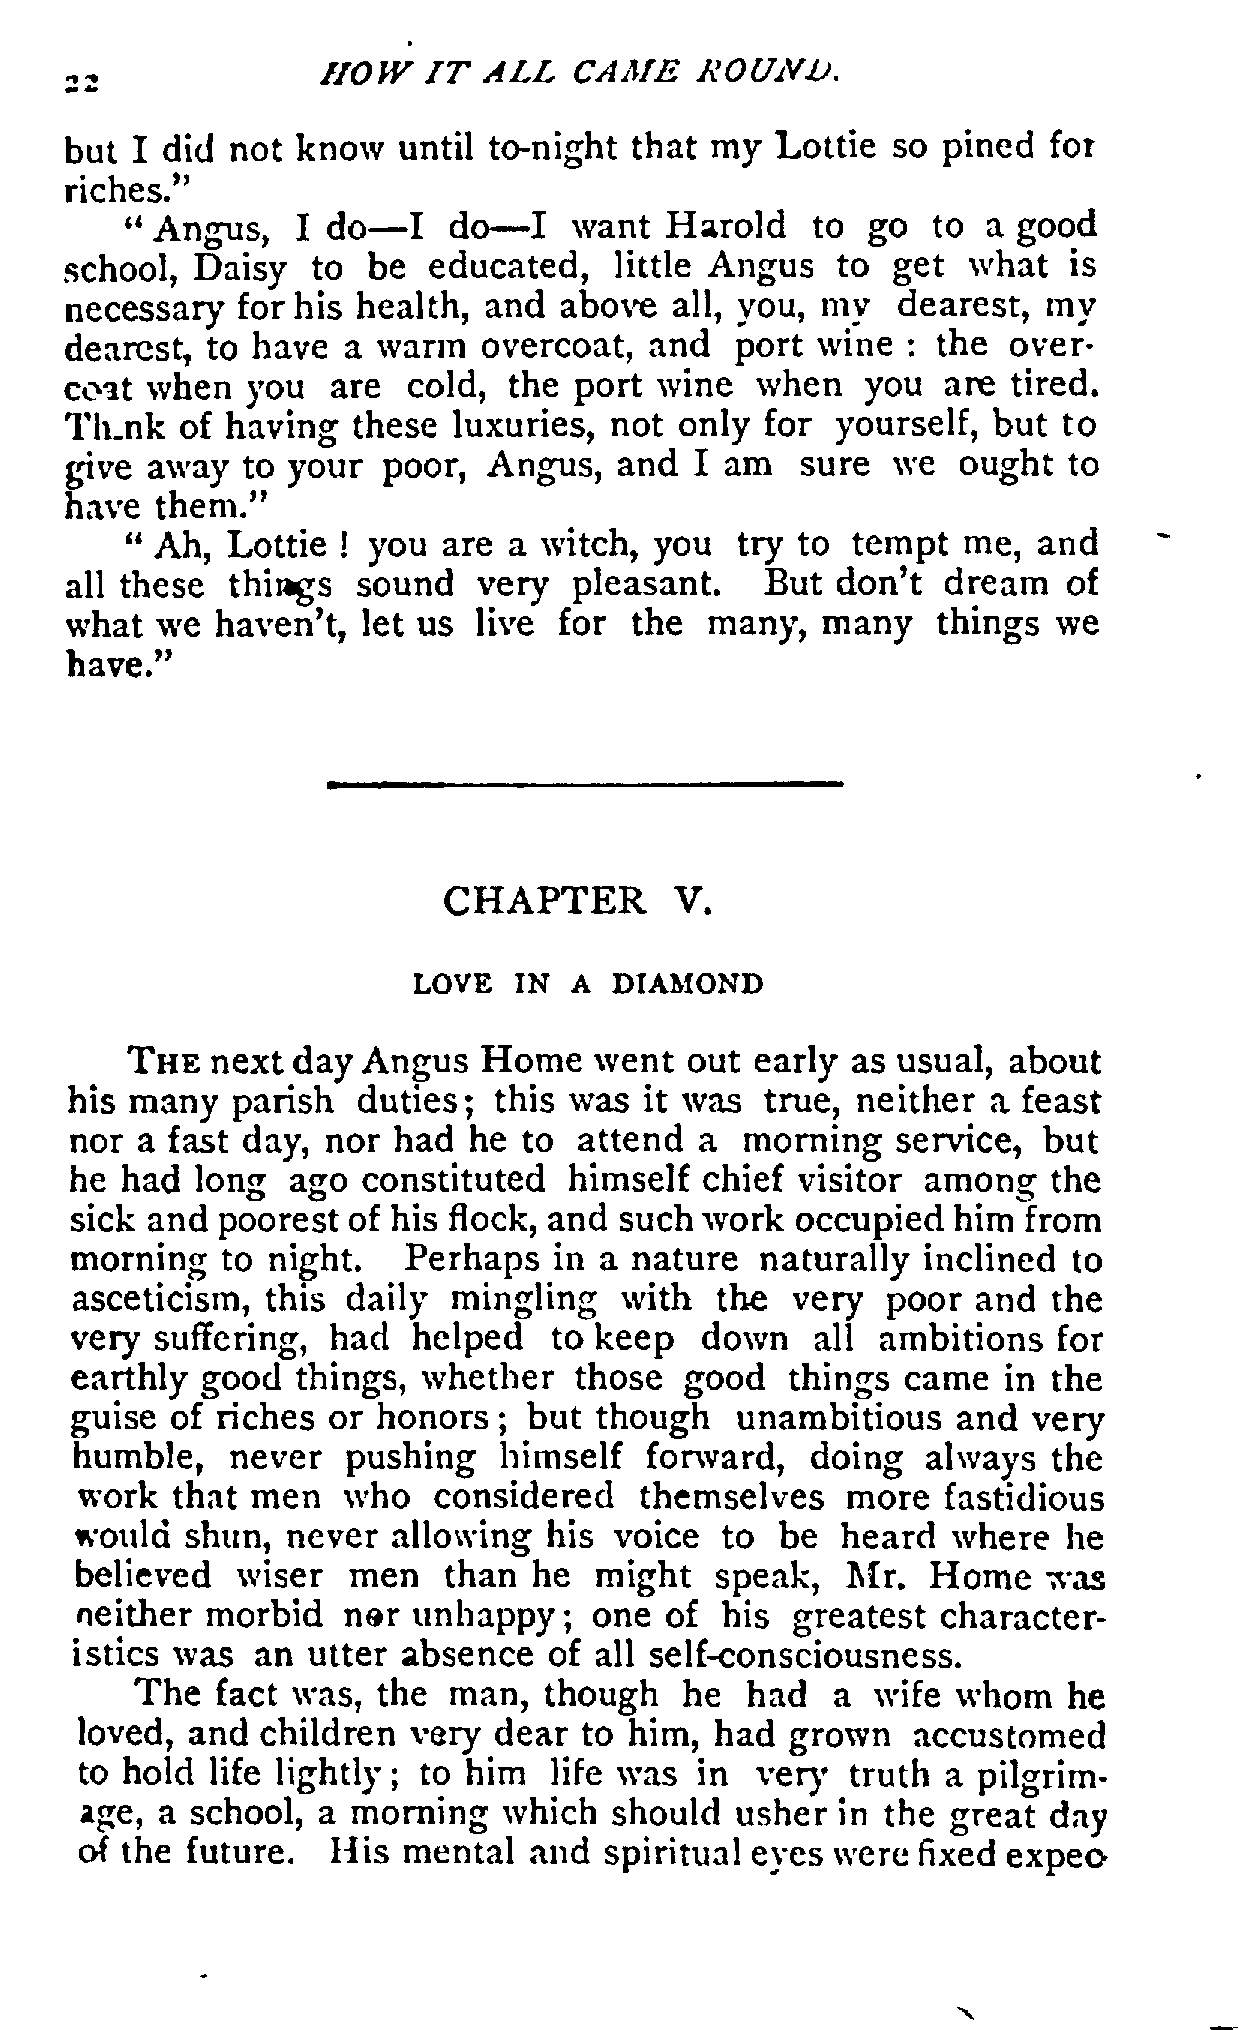 22 HOW IT ALL CAME ROUND.
but I did not know until to-night that my Lottie so pined for
riches."
"Angus, I do—I do—I want Harold to go to a good
school, Daisy to be educated, little Angus to get what is
necessary for his health, and above all, you, my dearest, my
dearest, to have a warm overcoat, and port wine : the over-
coat when you are cold, the port wine when you are tired.
Think of having these luxuries, not only for yourself, but to
give away to your poor, Angus, and I am sure we ought to
have them."
"Ah, Lottie ! you are a witch, you try to tempt me, and
all these things sound very pleasant. But don't dream of
what we haven't, let us live for the many, many things we
have."
CHAPTER V.
LOVE IN A DIAMOND
THE next day Angus Home went out early as usual, about
his many parish duties; this was it was true, neither a feast
nor a fast day, nor had he to attend a morning service, but
he had long ago constituted himself chief visitor among the
sick and poorest of his flock, and such work occupied him from
morning to night. Perhaps in a nature naturally inclined to
asceticism, this daily mingling with the very poor and the
very suffering, had helped to keep down all ambitions for
earthly good things, whether those good things came in the
guise of riches or honors; but though unambitious and very
humble, never pushing himself forward, doing always the
work that men who considered themselves more fastidious
would shun, never allowing his voice to be heard where he
believed wiser men than he might speak, Mr. Home was
neither morbid nor unhappy; one of his greatest character-
istics was an utter absence of all self-consciousness.
The fact was, the man, though he had a wife whom he
loved, and children very dear to him, had grown accustomed
to hold life lightly; to him life was in very truth a pilgrim-
age, a school, a morning which should usher in the great day
of the future. His mental and spiritual eyes were fixed expec-